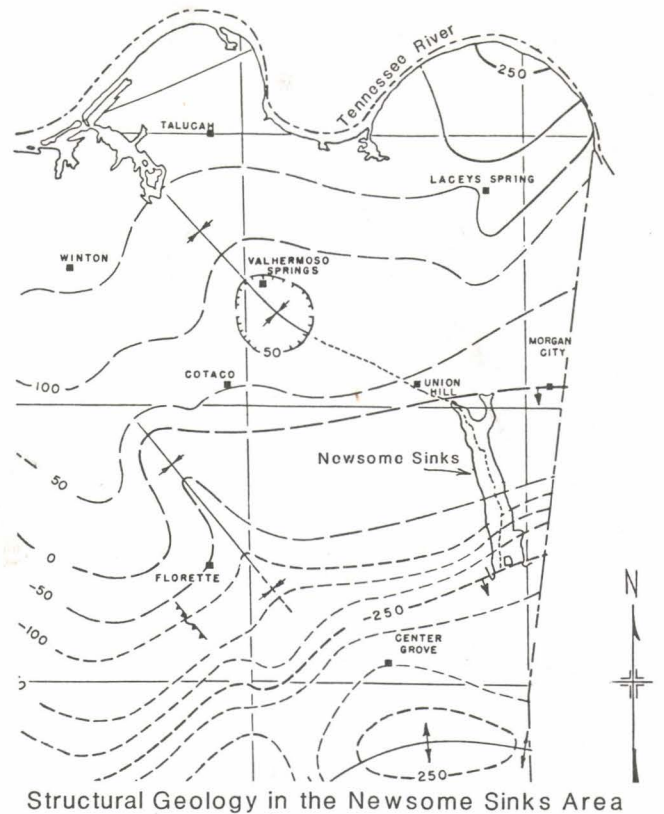 250
Tennessee River
TALUCAH
LACEYS SPRING
WINTON
VALHERMOSO
SPRINGS
50
MORGAN
CITY
100
COTACO
UNION
HILL
Newsome Sinks
50
0
FLORETTE
-50
-100
-250
CENTER
GROVE
N
250
Structural Geology in the Newsome Sinks Area